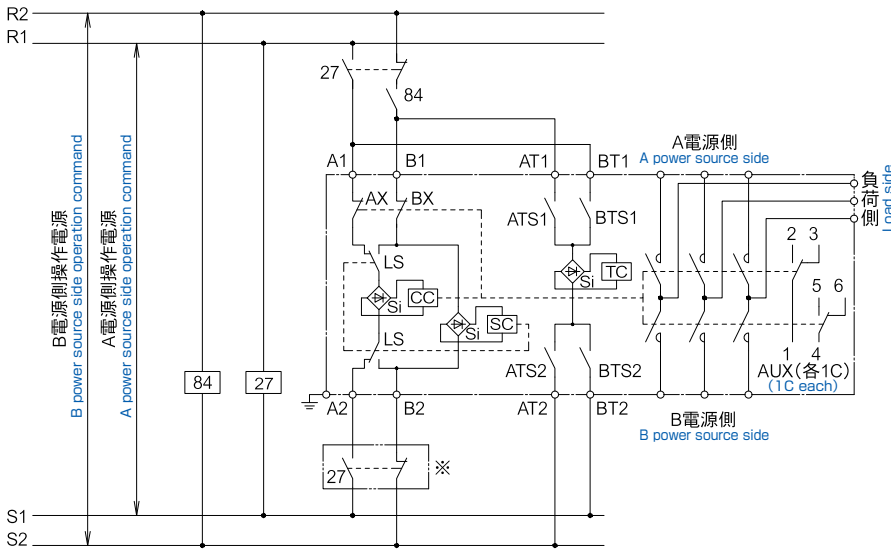 R2
R1
27
84
A電源側
A power source side
A1
B1
AT1
BT1
負
荷
側
Load side
AX
BX
ATS1
BTS1
2
3
LS
Si
TC
CC
5
6
Si
Si
SC
LS
ATS2
BTS2
1
4
AUX(各1C)
(1C each)
B電源側操作電源
B power source side operation command
A電源側操作電源
A power source side operation command
84
27
A2
B2
AT2
BT2
B電源側
B power source side
27
※
S1
S2